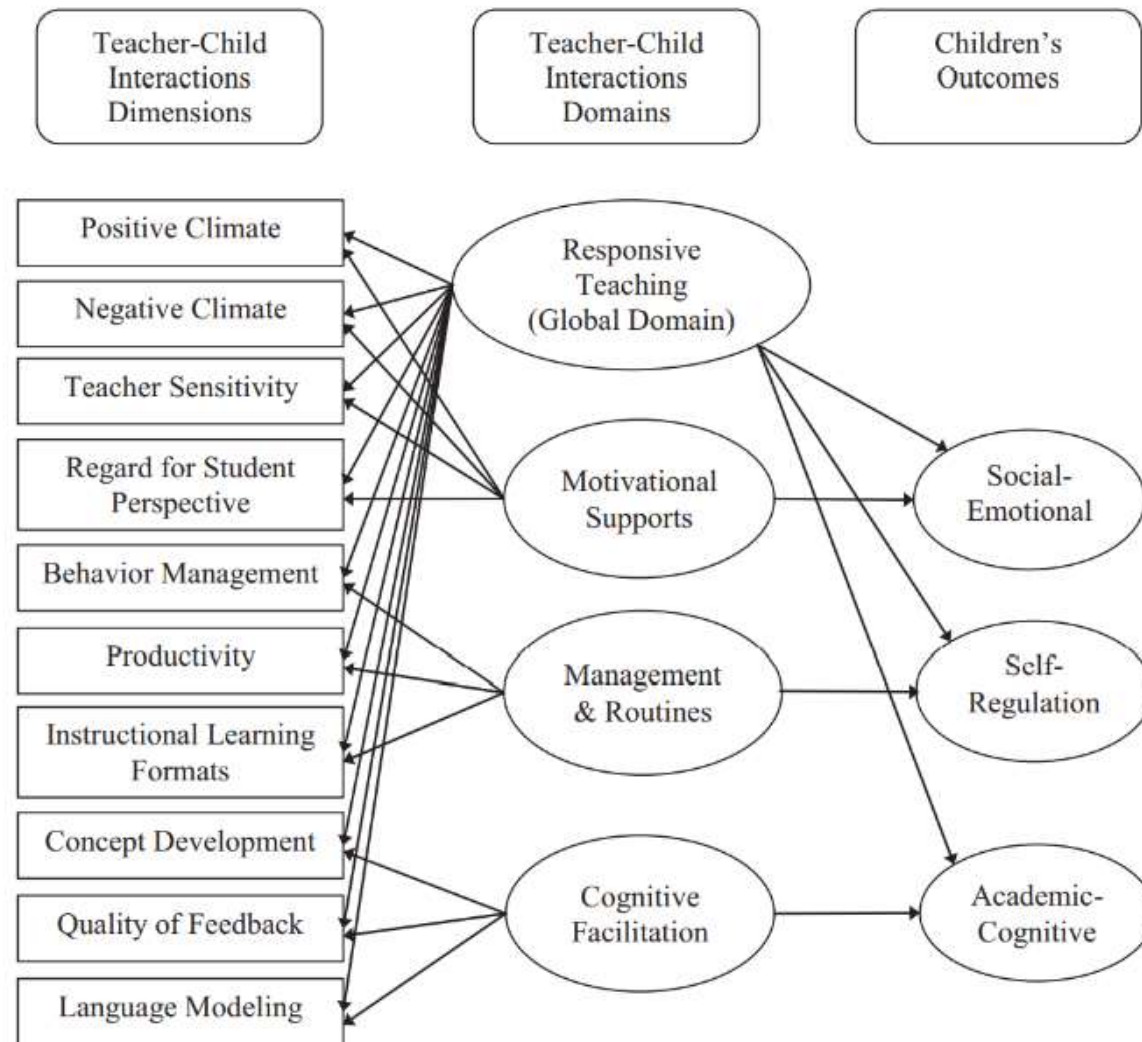 Teacher-Child
Interactions
Dimensions
Teacher-Child
Interactions
Domains
Children's
Outcomes
Positive Climate
Negative Climate
Teacher Sensitivity
Regard for Student
Perspective
Behavior Management
Productivity
Instructional Learning
Formats
Concept Development
Quality of Feedback
Language Modeling
Responsive
Teaching
(Global Domain)
Motivational
Supports
Management
& Routines
Cognitive
Facilitation
Social-
Emotional
Self-
Regulation
Academic-
Cognitive